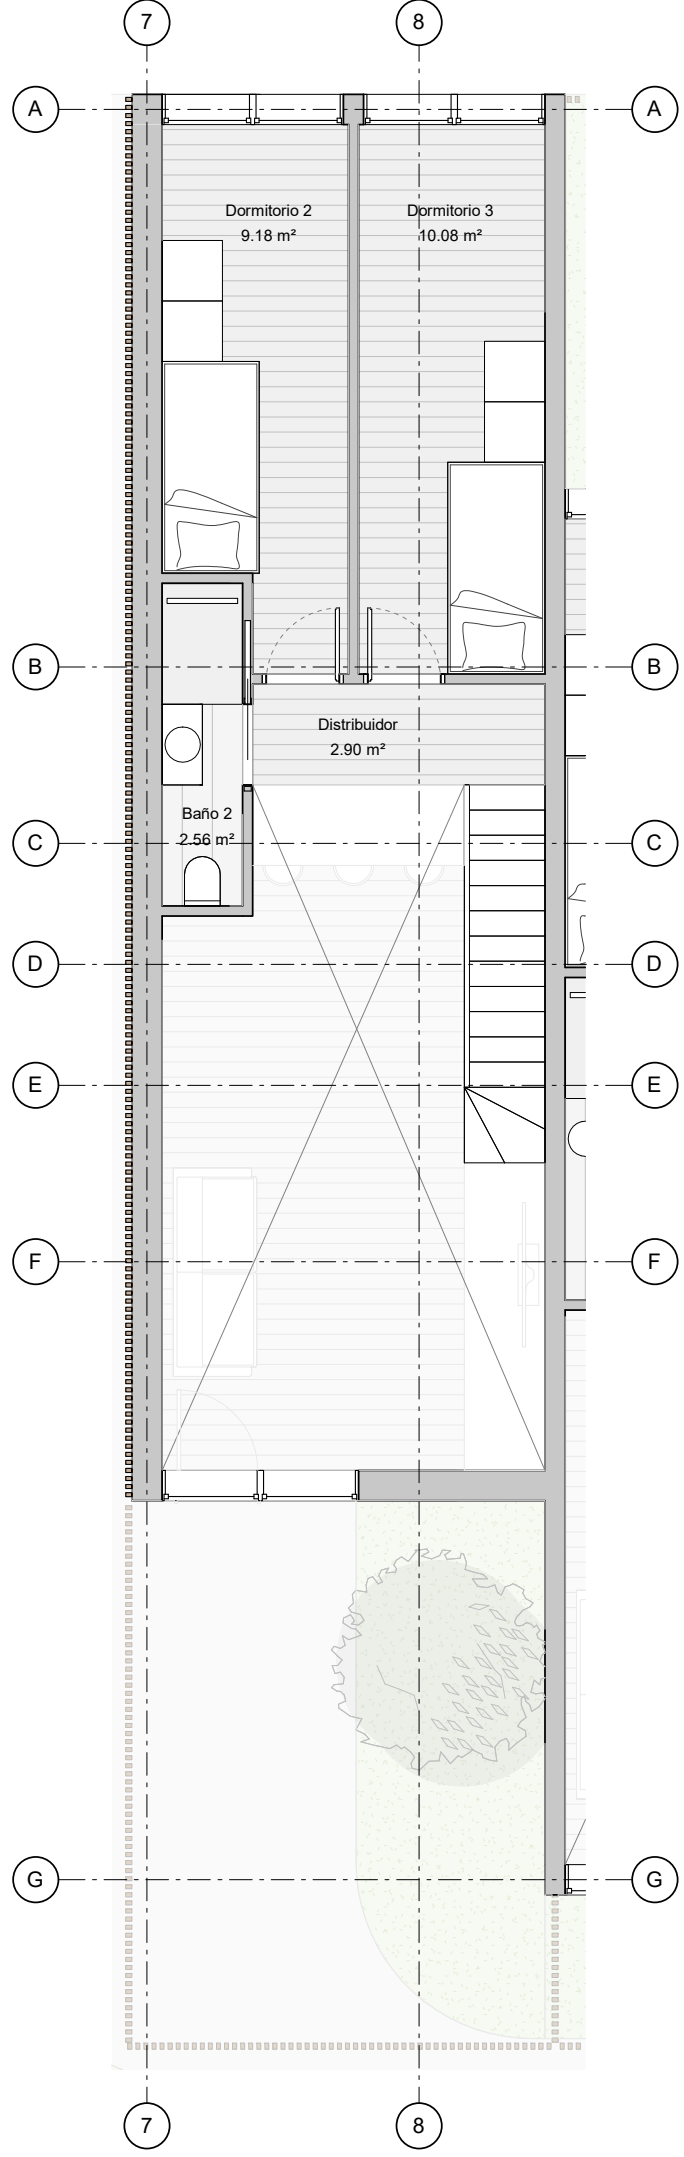 7 8
A A
Dormitorio 2 Dormitorio 3
9.18 m² 10.08 m²
B B
Distribuidor
2.90 m²
Baño 2
2.56 m²
C C
D D
E E
F F
G G
7 8